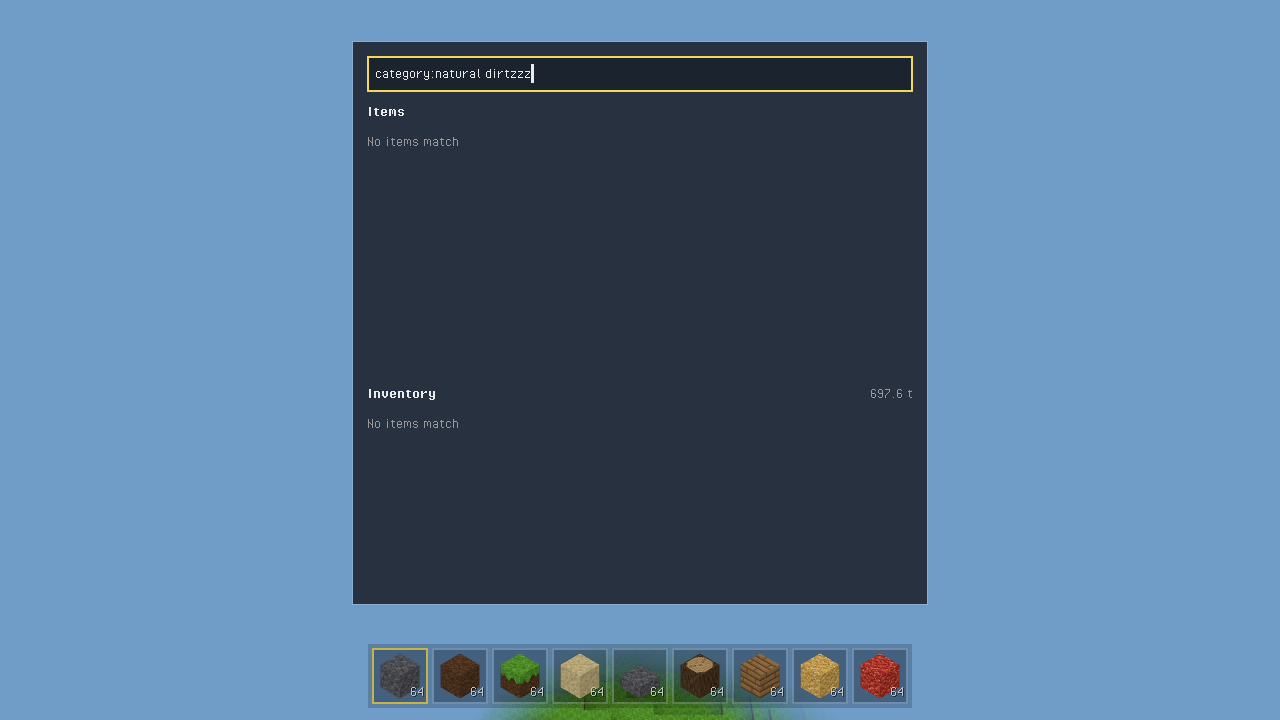 category:natural dirtzzz
Items
No items match
Inventory 697.6 t
No items match
64 64 64 64 64 64 64 64 64